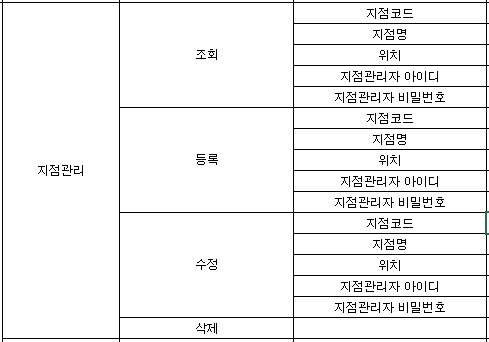 지점관리
조회
지점코드
지점명
위치
지점관리자 아이디
지점관리자 비밀번호
등록
지점코드
지점명
위치
지점관리자 아이디
지점관리자 비밀번호
수정
지점코드
지점명
위치
지점관리자 아이디
지점관리자 비밀번호
삭제